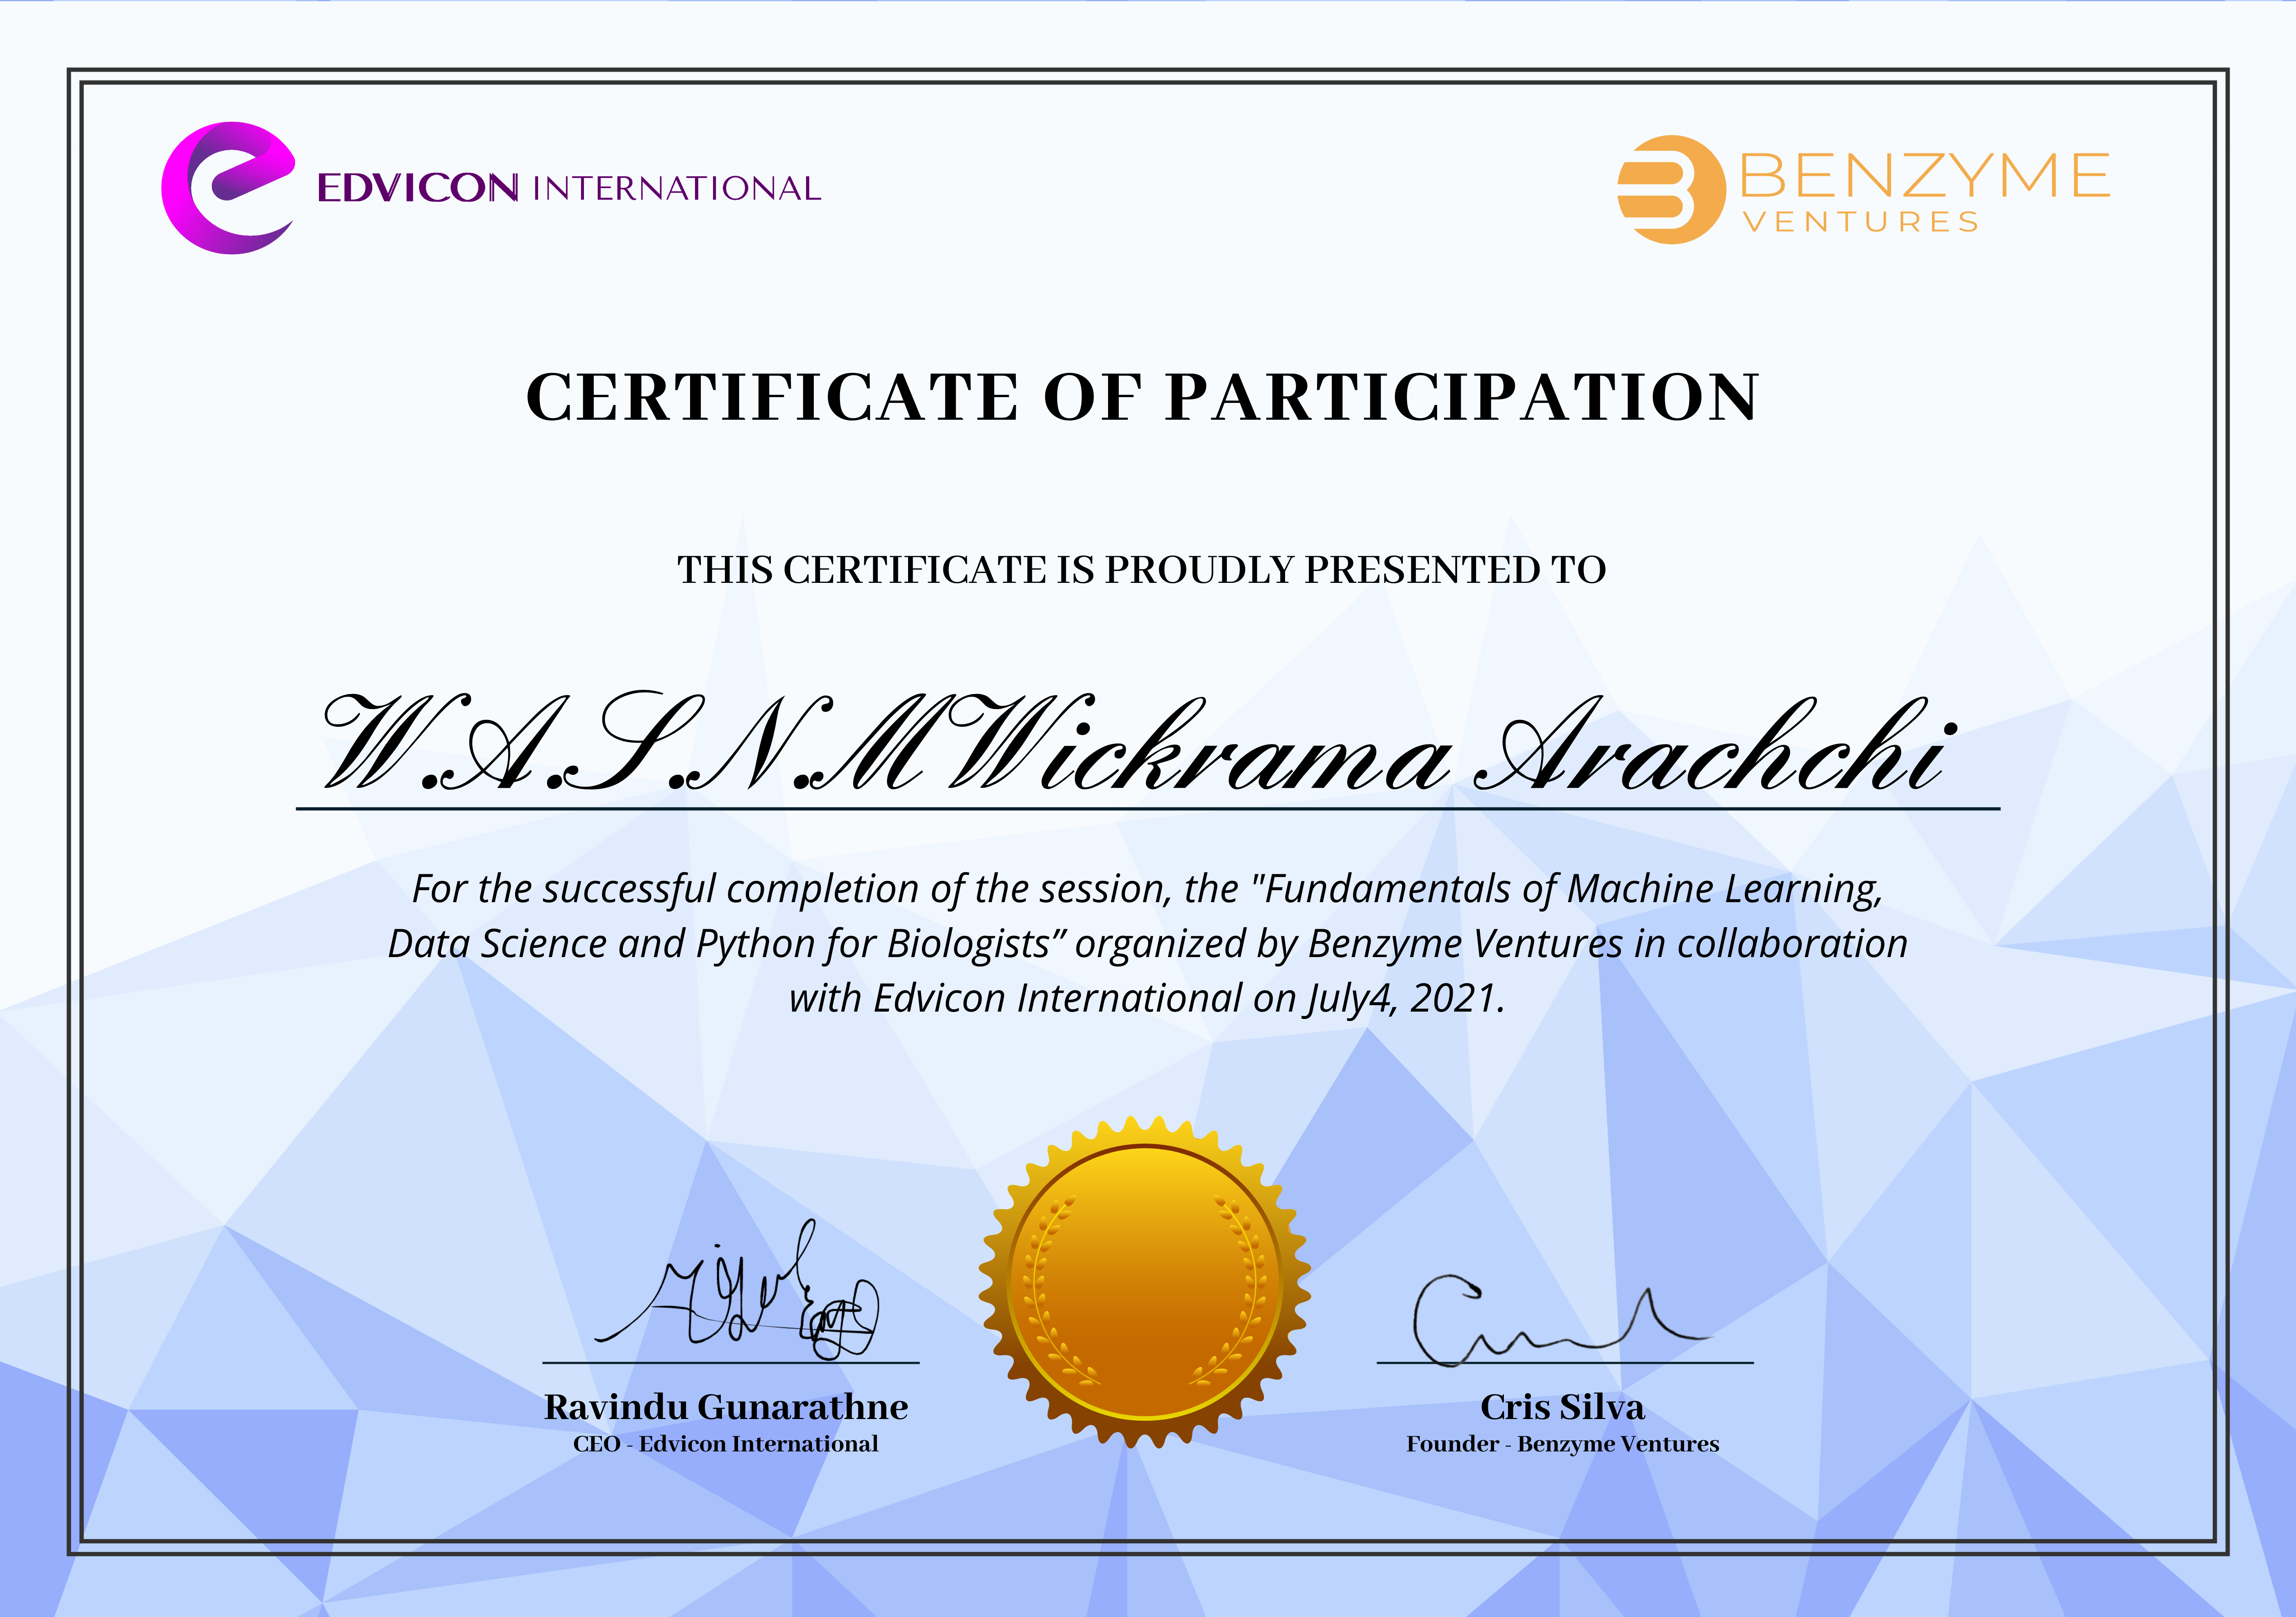 EDVICON INTERNATIONAL
BENZYME
VENTURES
CERTIFICATE OF PARTICIPATION
THIS CERTIFICATE IS PROUDLY PRESENTED TO
W.A.S.N.M Wickrama Arachchi
For the successful completion of the session, the "Fundamentals of Machine Learning,
Data Science and Python for Biologists” organized by Benzyme Ventures in collaboration
with Edvicon International on July4, 2021.
Ravindu Gunarathne
CEO - Edvicon International
Cris Silva
Founder - Benzyme Ventures